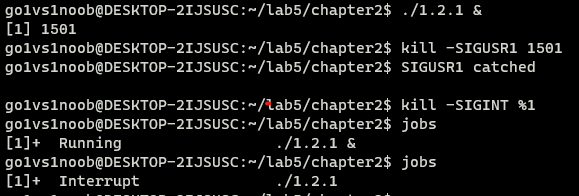 go1vs1noob@DESKTOP-2IJSUSC:~/lab5/chapter2$ ./1.2.1 &
[1] 1501
go1vs1noob@DESKTOP-2IJSUSC:~/lab5/chapter2$ kill -SIGUSR1 1501
go1vs1noob@DESKTOP-2IJSUSC:~/lab5/chapter2$ SIGUSR1 catched
go1vs1noob@DESKTOP-2IJSUSC:~/lab5/chapter2$ kill -SIGINT %1
go1vs1noob@DESKTOP-2IJSUSC:~/lab5/chapter2$ jobs
[1]+  Running                 ./1.2.1 &
go1vs1noob@DESKTOP-2IJSUSC:~/lab5/chapter2$ jobs
[1]+  Interrupt               ./1.2.1